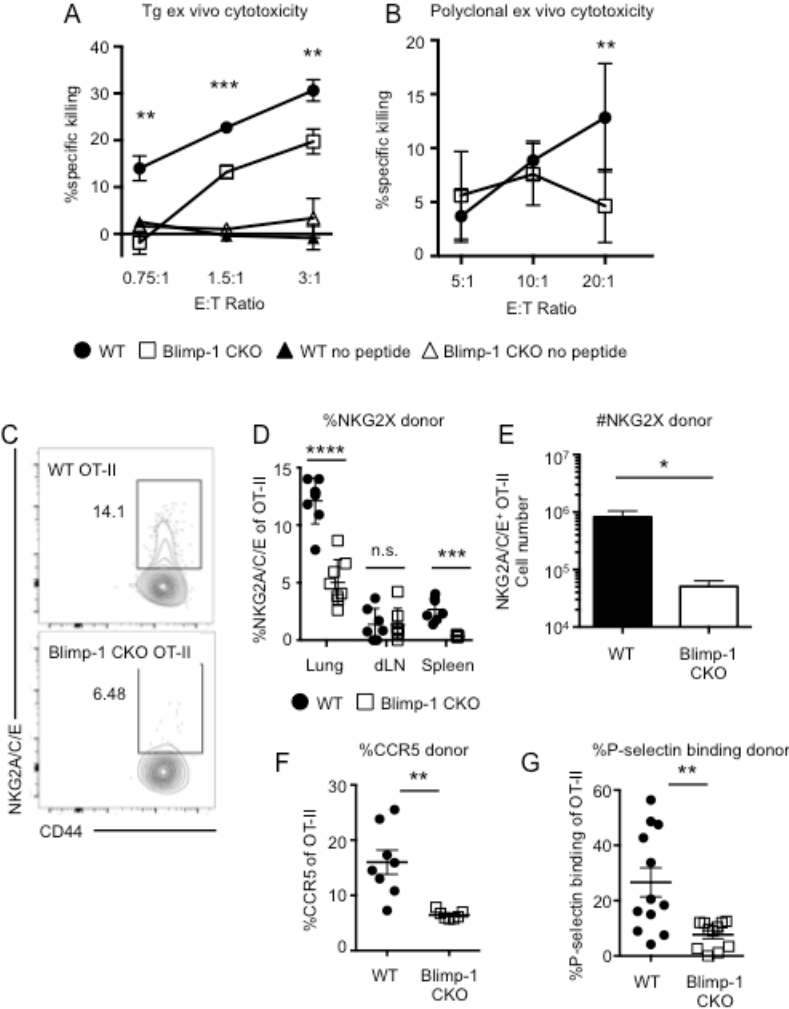 A
Tg ex vivo cytotoxicity
%specific killing
40
30
20
10
0
**
***
**
0.75:1 1.5:1 3:1
E:T Ratio
B
Polyclonal ex vivo cytotoxicity
%specific killing
20
15
10
5
0
**
5:1 10:1 20:1
E:T Ratio
WT Blimp-1 CKO WT no peptide Blimp-1 CKO no peptide
C
WT OT-II
14.1
Blimp-1 CKO OT-II
6.48
NKG2A/C/E
CD44
D
%NKG2X donor
%NKG2A/C/E of OT-II
15
10
5
0
****
n.s.
***
Lung dLN Spleen
WT Blimp-1 CKO
E
#NKG2X donor
NKG2A/C/E+ OT-II
Cell number
10^7
10^6
10^5
10^4
*
WT Blimp-1
CKO
F
%CCR5 donor
%CCR5 of OT-II
30
20
10
0
**
WT Blimp-1
CKO
G
%P-selectin binding donor
%P-selectin binding of OT-II
60
40
20
0
**
WT Blimp-1
CKO